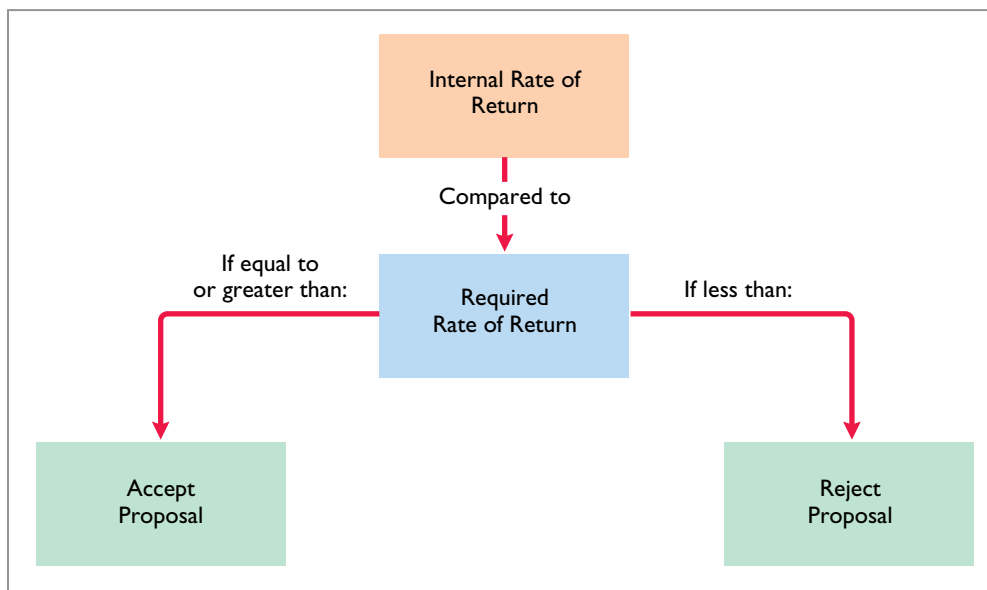 Internal Rate of
Return
Compared to
If equal to
or greater than:
Required
Rate of Return
If less than:
Accept
Proposal
Reject
Proposal